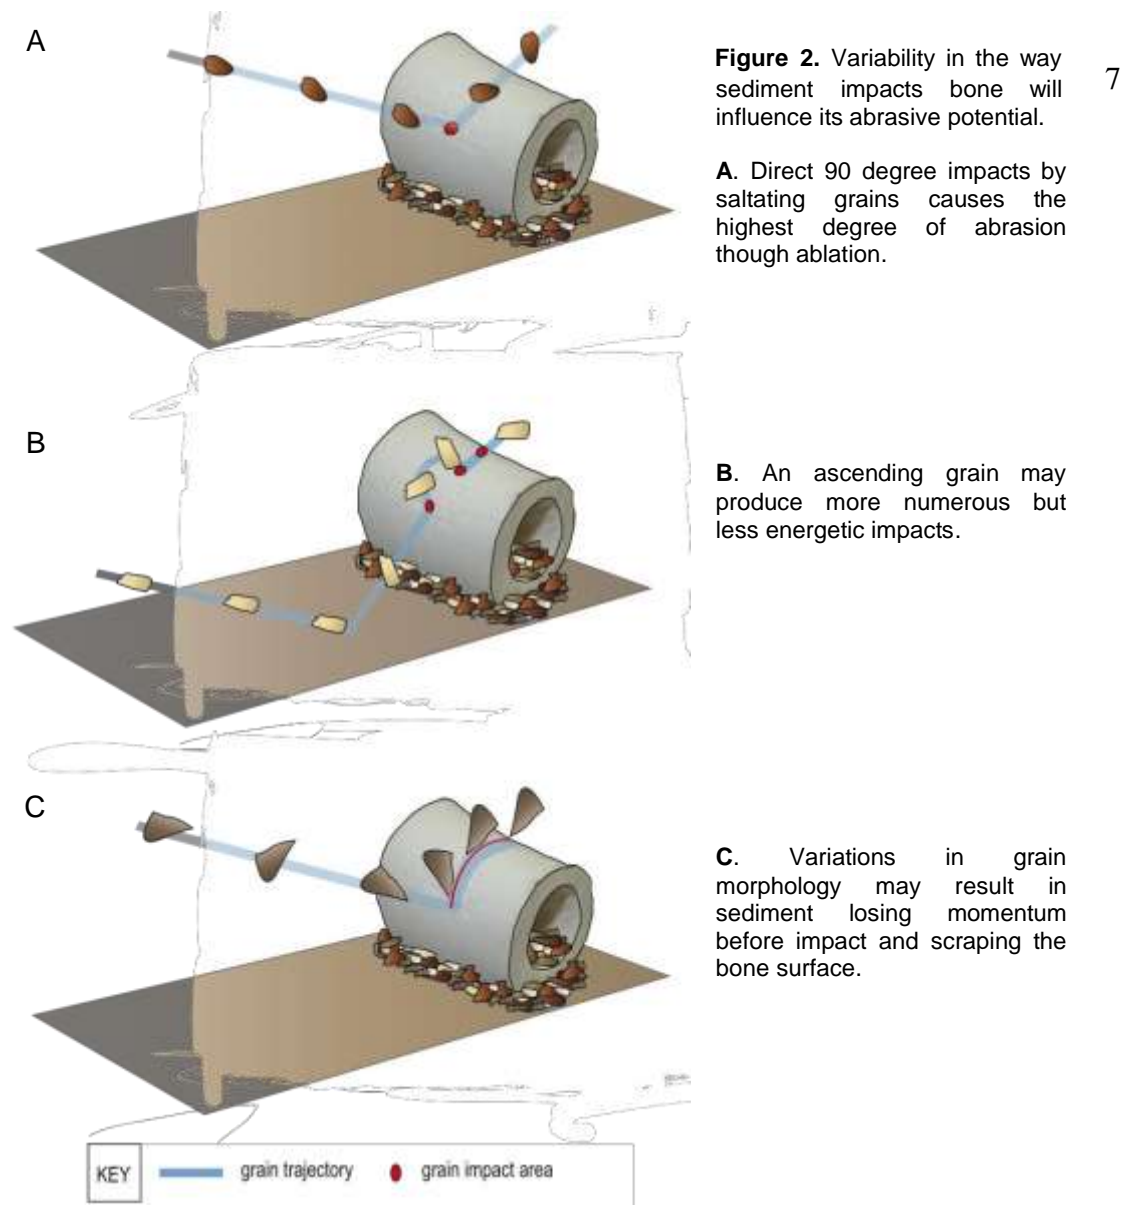 A
Figure 2. Variability in the way
sediment impacts bone will
influence its abrasive potential.
7
A. Direct 90 degree impacts by
saltating grains causes the
highest degree of abrasion
though ablation.
B
B. An ascending grain may
produce more numerous but
less energetic impacts.
C
C. Variations in grain
morphology may result in
sediment losing momentum
before impact and scraping the
bone surface.
KEY grain trajectory grain impact area